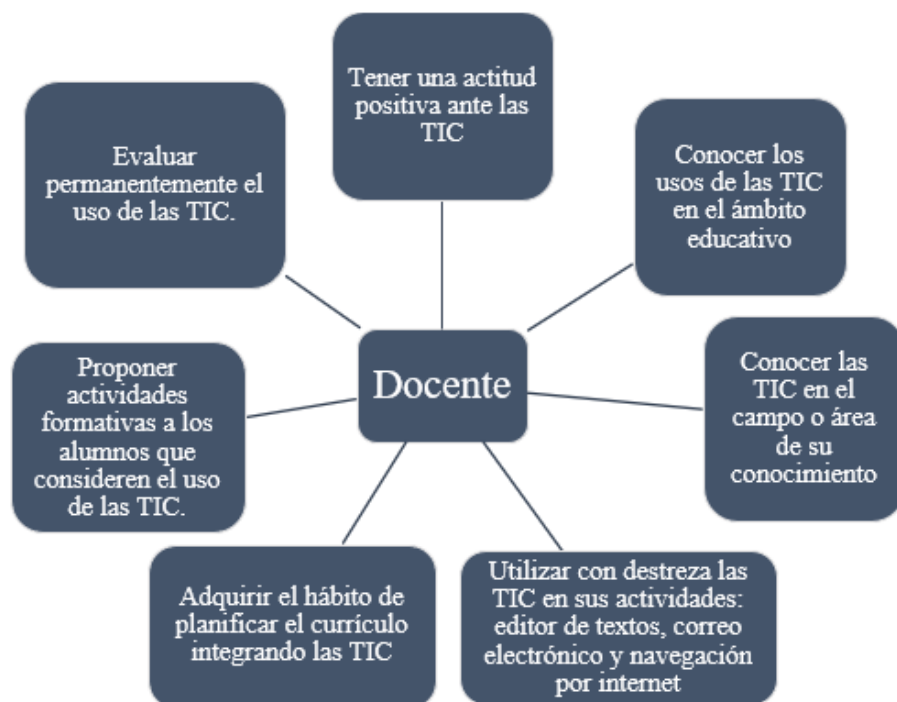 Tener una actitud
positiva ante las
TIC
Conocer los
usos de las TIC
en el ámbito
educativo
Conocer las
TIC en el
campo o área
de su
conocimiento
Utilizar con destreza las
TIC en sus actividades:
editor de textos, correo
electrónico y navegación
por internet
Adquirir el hábito de
planificar el currículo
integrando las TIC
Proponer
actividades
formativas a los
alumnos que
consideren el uso
de las TIC.
Evaluar
permanentemente el
uso de las TIC.
Docente